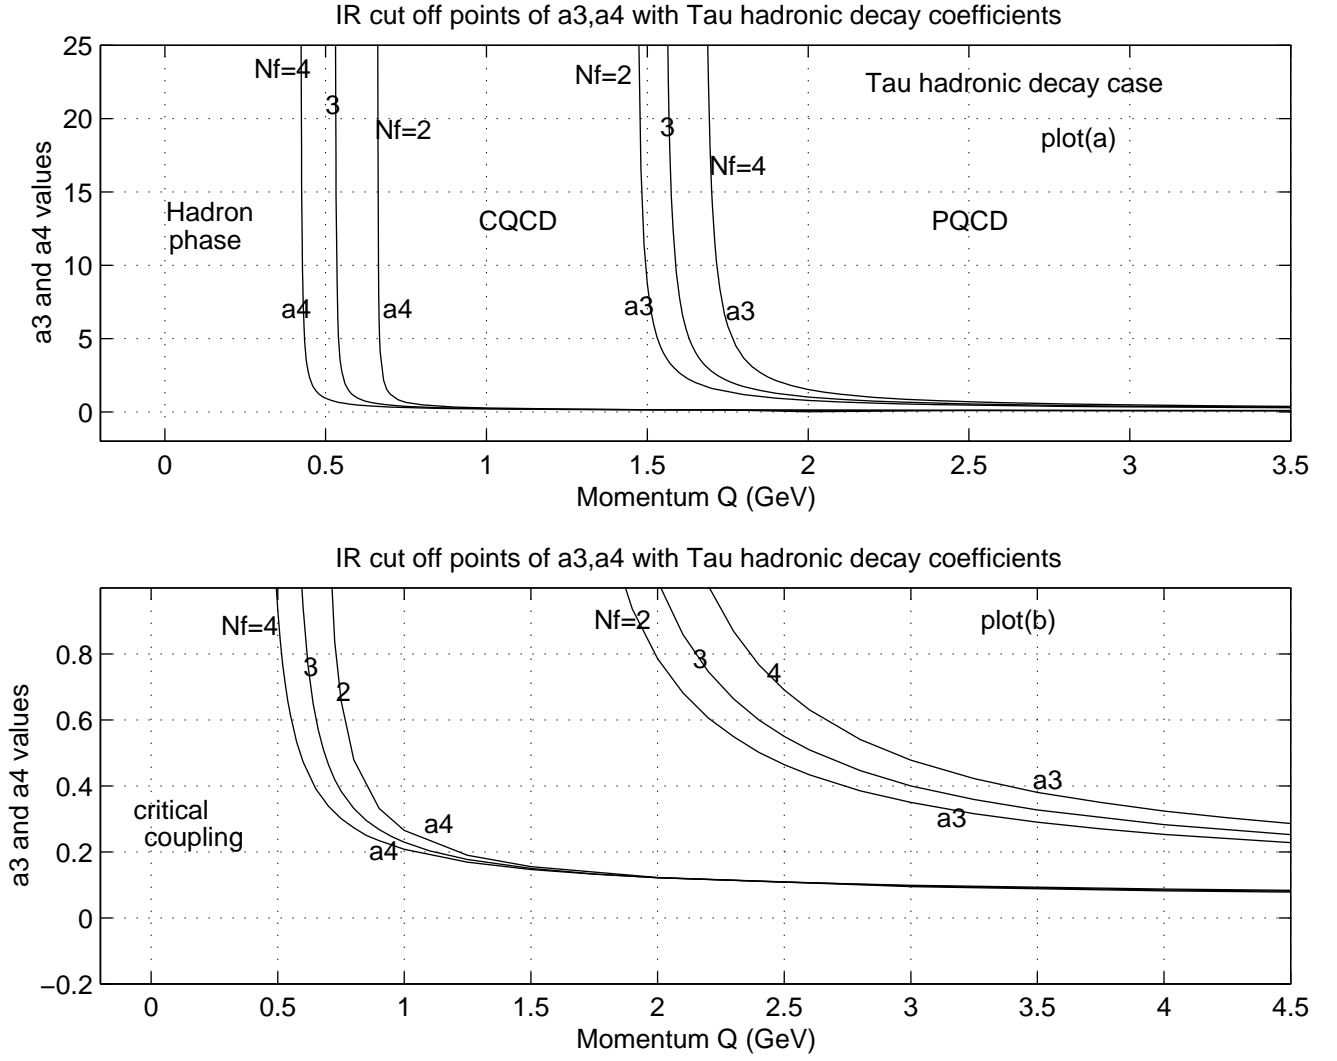 IR cut off points of a3,a4 with Tau hadronic decay coefficients
25
20
15
10
5
0
a3 and a4 values
Nf=4
3
Nf=2
Nf=2
3
Nf=4
Tau hadronic decay case
plot(a)
Hadron
phase
CQCD
PQCD
a4
a4
a3
a3
0
0.5
1
1.5
2
2.5
3
3.5
Momentum Q (GeV)
IR cut off points of a3,a4 with Tau hadronic decay coefficients
0.8
0.6
0.4
0.2
0
−0.2
a3 and a4 values
Nf=4
3
2
Nf=2
3
4
plot(b)
critical
coupling
a4
a4
a3
a3
0
0.5
1
1.5
2
2.5
3
3.5
4
4.5
Momentum Q (GeV)